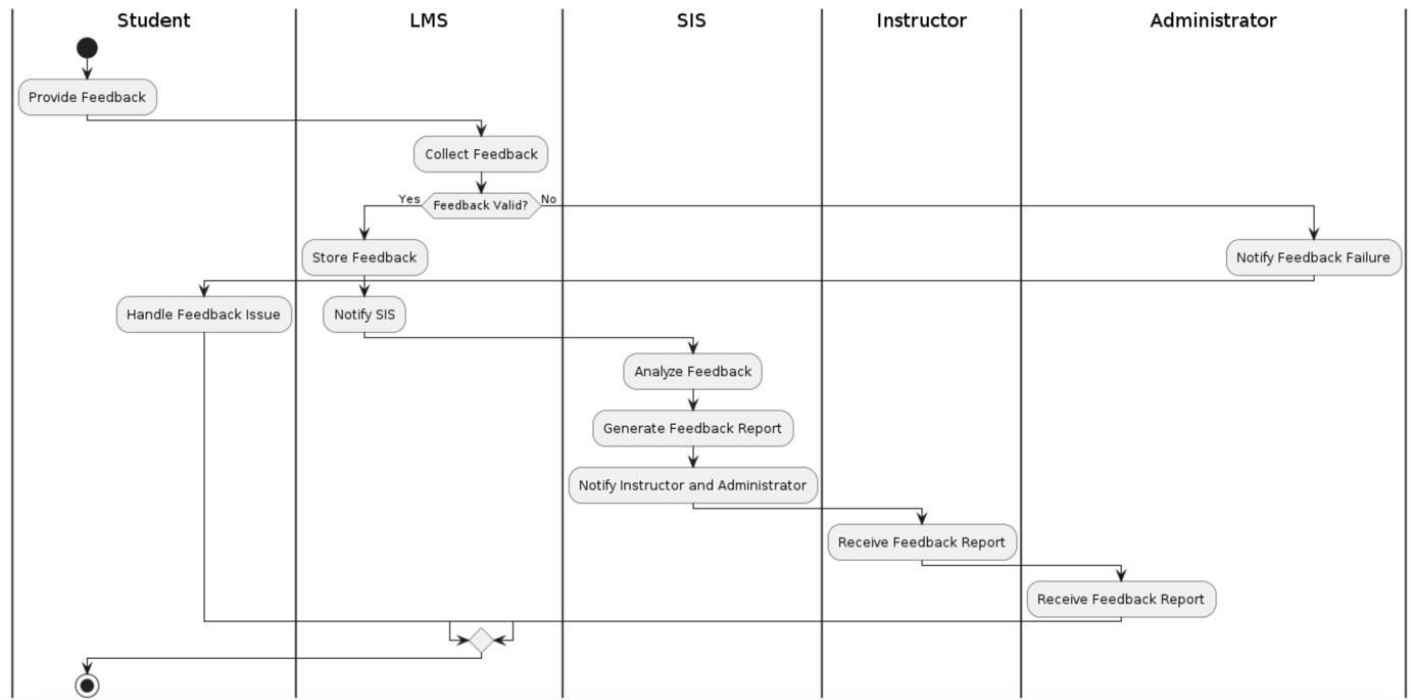 Student
LMS
SIS
Instructor
Administrator
Provide Feedback
Collect Feedback
Yes
Feedback Valid?
No
Store Feedback
Notify Feedback Failure
Handle Feedback Issue
Notify SIS
Analyze Feedback
Generate Feedback Report
Notify Instructor and Administrator
Receive Feedback Report
Receive Feedback Report